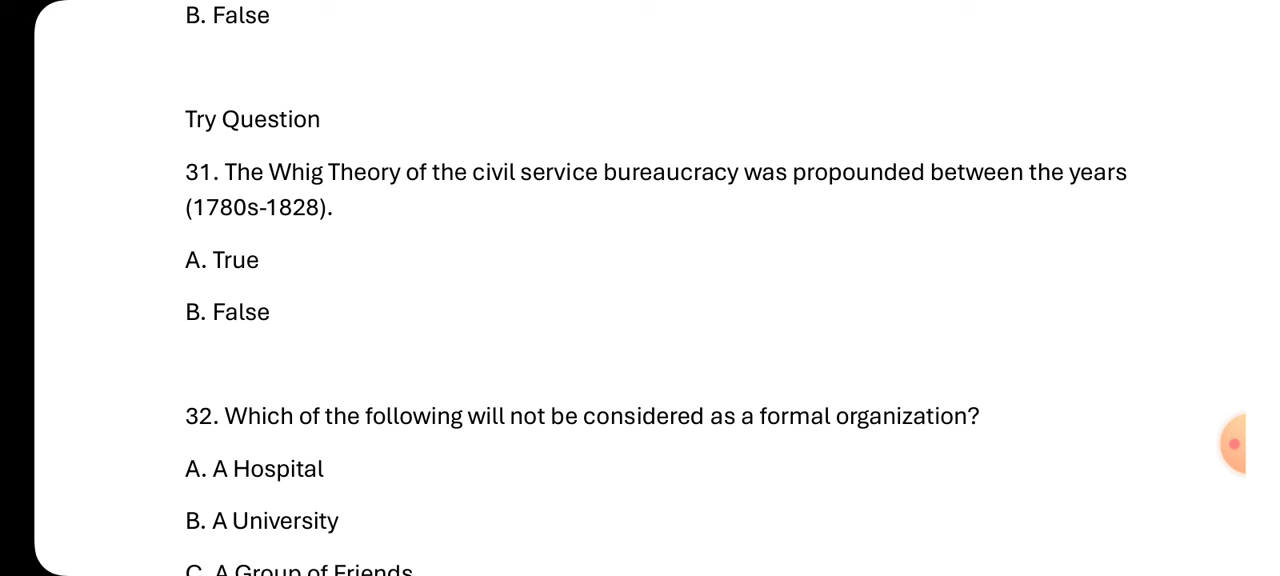 B. False
Try Question
31. The Whig Theory of the civil service bureaucracy was propounded between the years
(1780s-1828).
A. True
B. False
32. Which of the following will not be considered as a formal organization?
A. A Hospital
B. A University
C. A Group of Friends